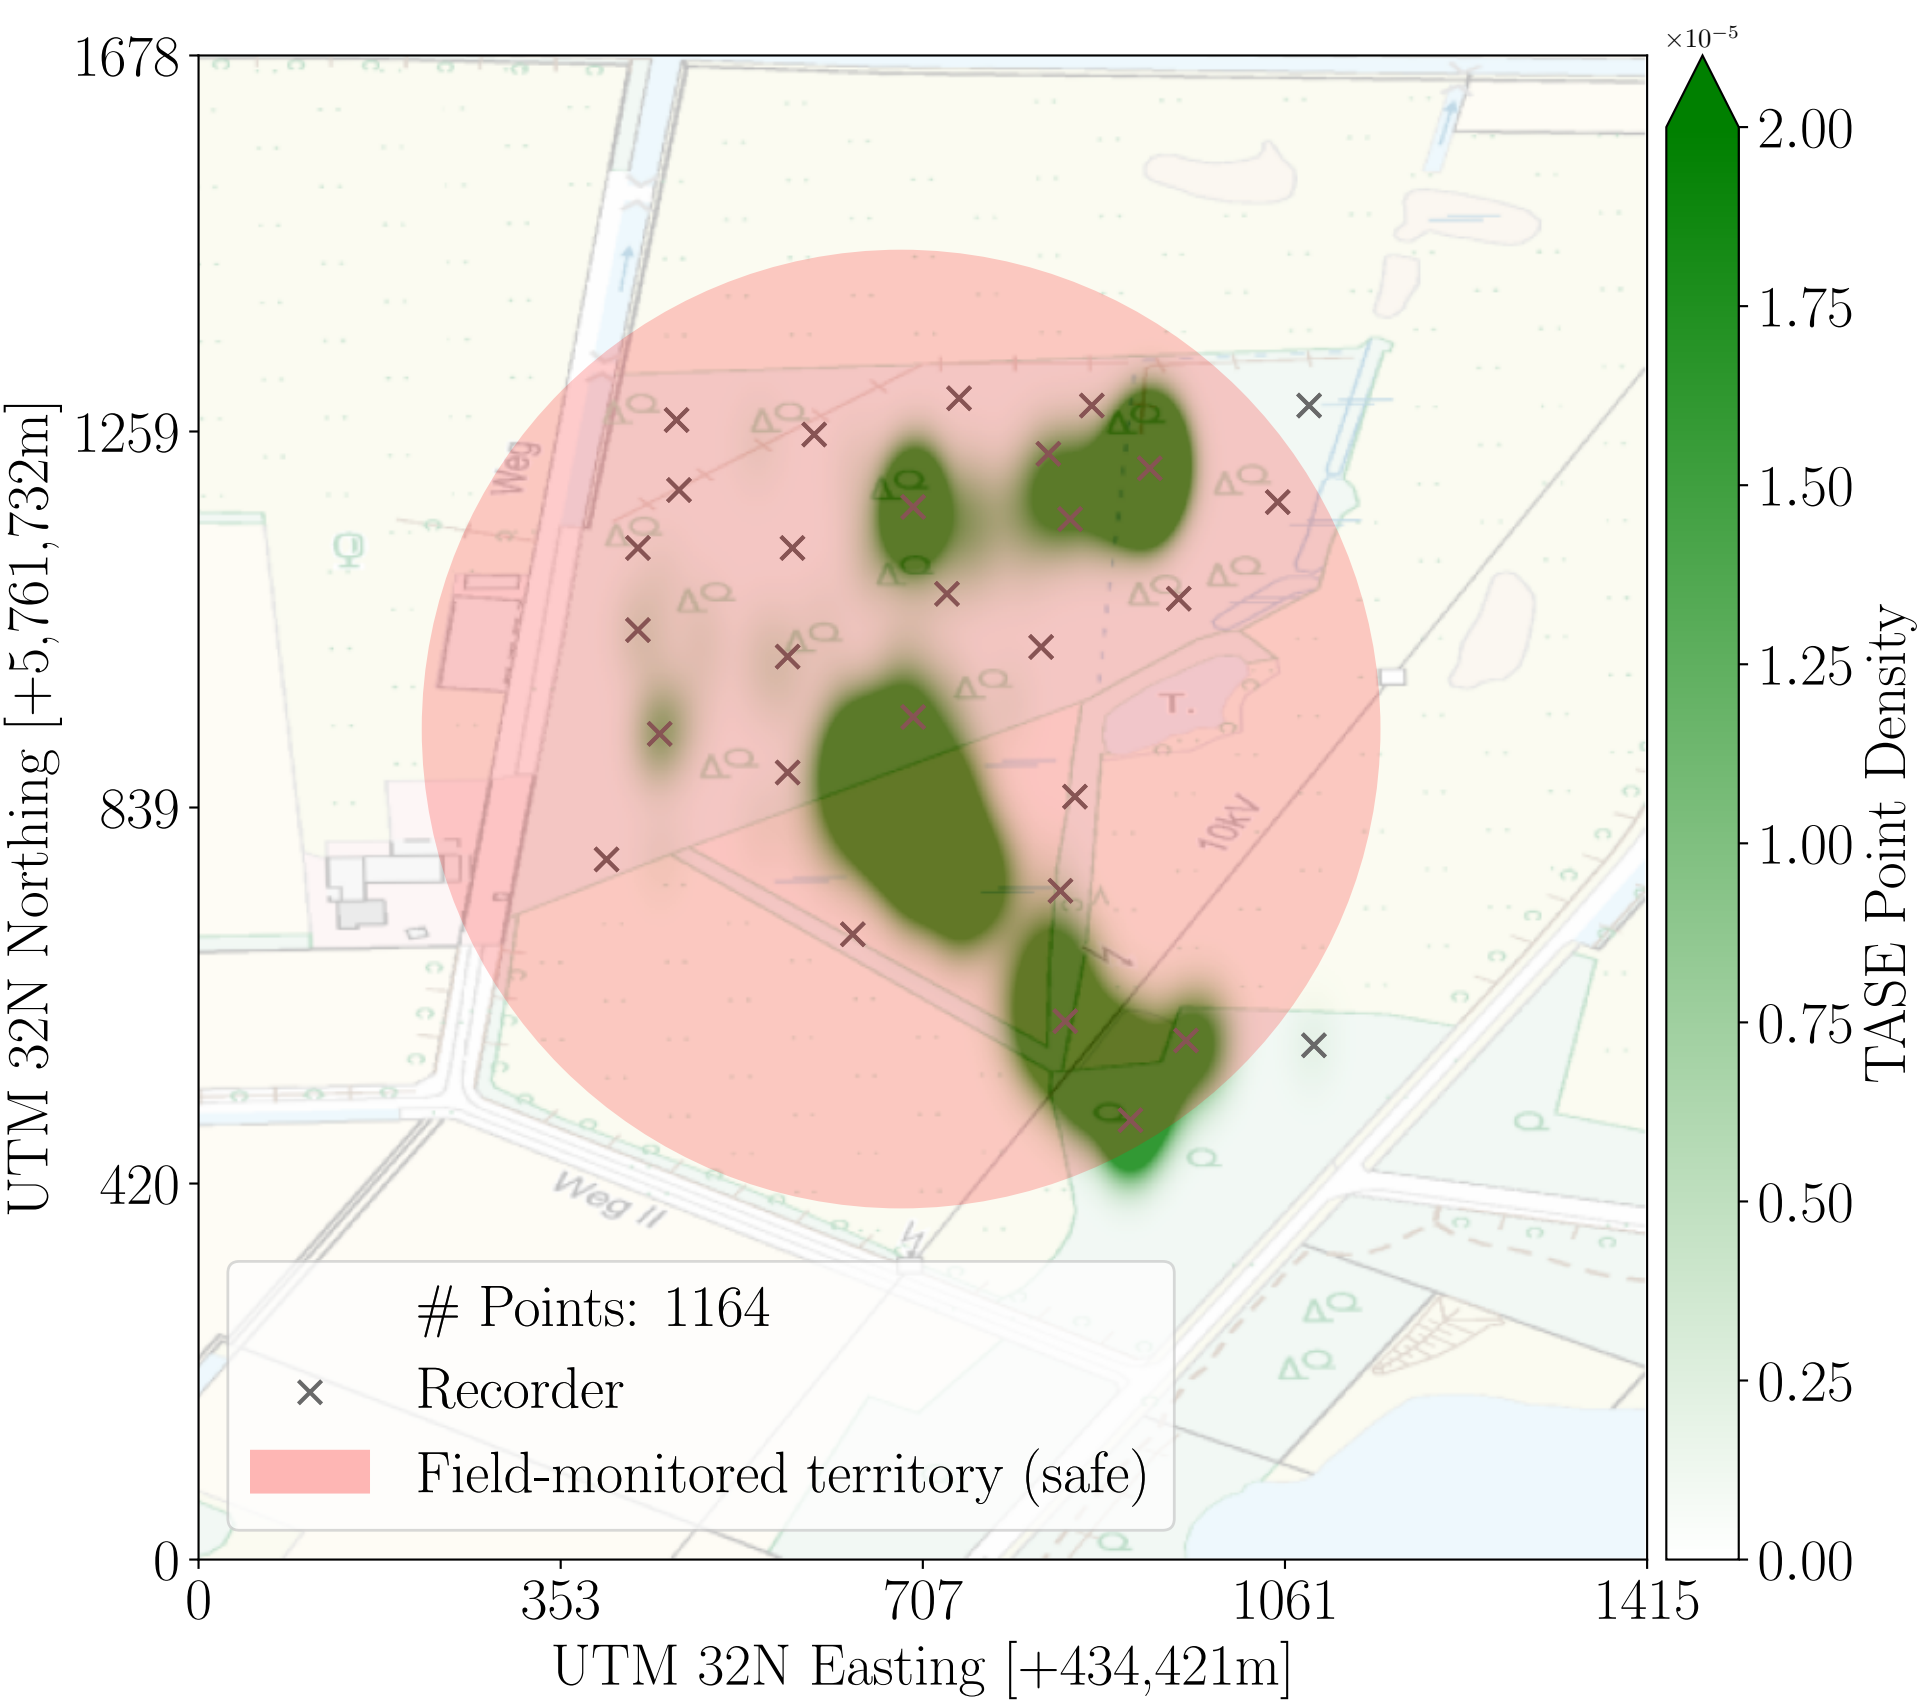 ×10⁻⁵
1678
1259
839
420
0
UTM 32N Northing [+5,761,732m]
Weg
T.
10kV
Weg II
# Points: 1164
Recorder
Field-monitored territory (safe)
0
353
707
1061
1415
UTM 32N Easting [+434,421m]
2.00
1.75
1.50
1.25
1.00
0.75
0.50
0.25
0.00
TASE Point Density